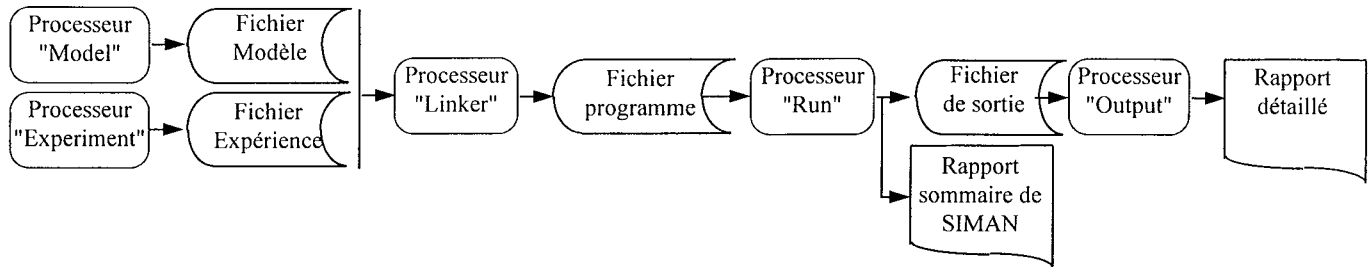 Processeur
"Model"
Fichier
Modèle
Processeur
"Experiment"
Fichier
Expérience
Processeur
"Linker"
Fichier
programme
Processeur
"Run"
Fichier
de sortie
Processeur
"Output"
Rapport
détaillé
Rapport
sommaire de
SIMAN